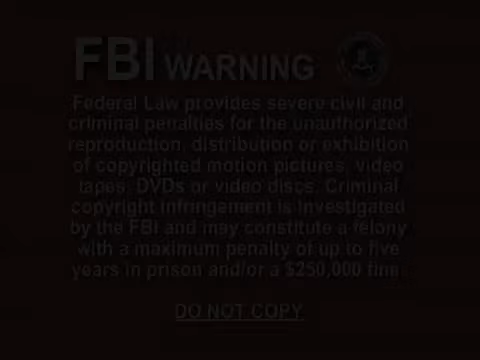 FBI WARNING
Federal Law provides severe civil and
criminal penalties for the unauthorized
reproduction, distribution or exhibition
of copyrighted motion pictures, video
tapes, DVDs or video discs. Criminal
copyright infringement is investigated
by the FBI and may constitute a felony
with a maximum penalty of up to five
years in prison and/or a $250,000 fine.
DO NOT COPY